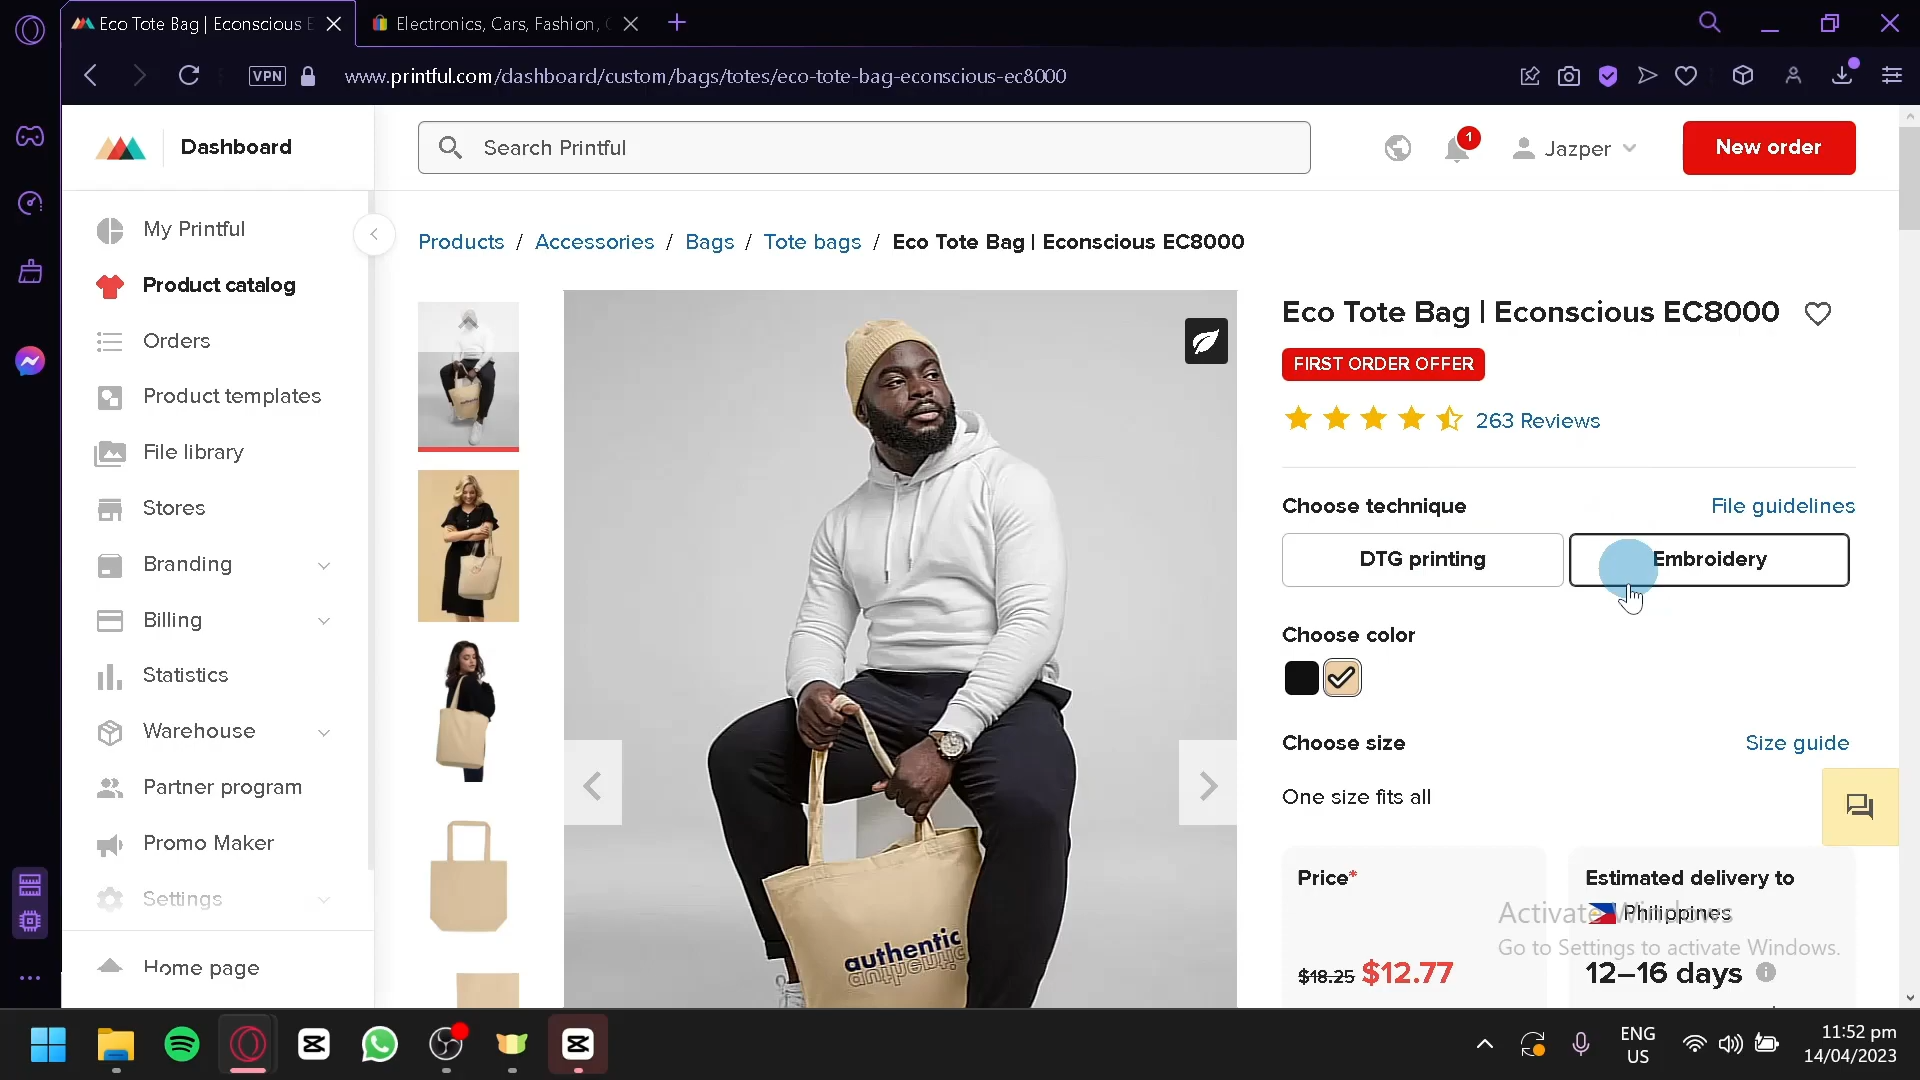 Eco Tote Bag | Econscious E
Electronics, Cars, Fashion, C
VPN
www.printful.com/dashboard/custom/bags/totes/eco-tote-bag-econscious-ec8000
Dashboard
Search Printful
1
Jazper
New order
My Printful
Product catalog
Orders
Product templates
File library
Stores
Branding
Billing
Statistics
Warehouse
Partner program
Promo Maker
Settings
Home page
Products / Accessories / Bags / Tote bags / Eco Tote Bag | Econscious EC8000
authentic
authentic
Eco Tote Bag | Econscious EC8000
FIRST ORDER OFFER
263 Reviews
Choose technique
File guidelines
DTG printing
Embroidery
Choose color
Choose size
Size guide
One size fits all
Price*
$18.25 $12.77
Estimated delivery to
Philippines
12–16 days
Activate Windows
Go to Settings to activate Windows.
ENG
US
11:52 pm
14/04/2023